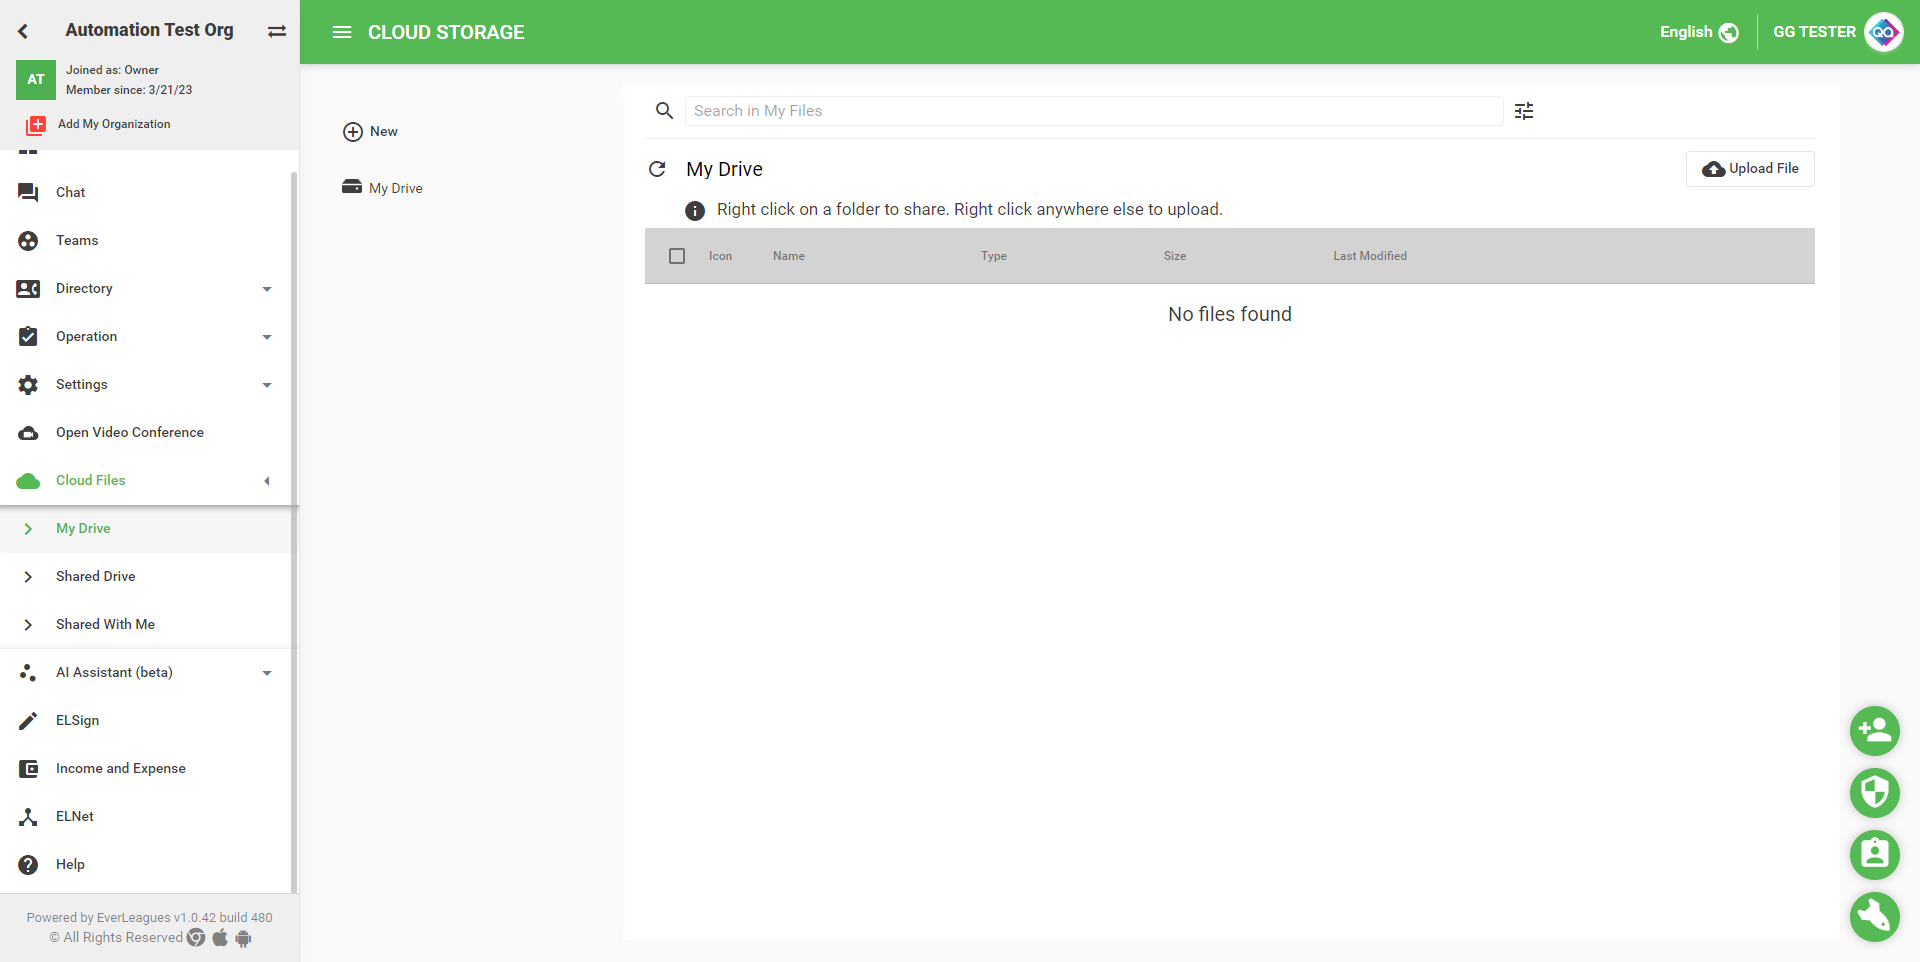 Automation Test Org
AT
Joined as: Owner
Member since: 3/21/23
Add My Organization
Chat
Teams
Directory
Operation
Settings
Open Video Conference
Cloud Files
My Drive
Shared Drive
Shared With Me
AI Assistant (beta)
ELSign
Income and Expense
ELNet
Help
Powered by EverLeagues v1.0.42 build 480
© All Rights Reserved
CLOUD STORAGE
English
GG TESTER
QA
New
My Drive
Search in My Files
My Drive
Upload File
Right click on a folder to share. Right click anywhere else to upload.
Icon Name Type Size Last Modified
No files found